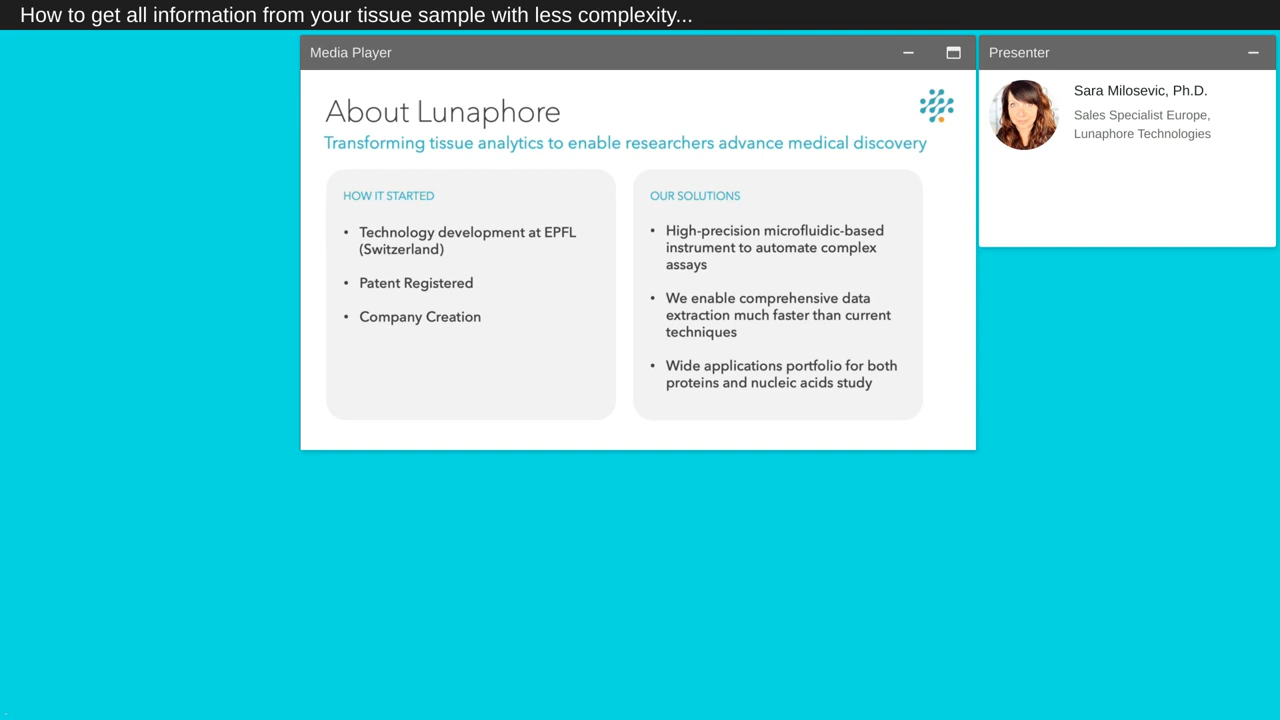 How to get all information from your tissue sample with less complexity...
Media Player
Presenter
About Lunaphore
Transforming tissue analytics to enable researchers advance medical discovery
HOW IT STARTED
• Technology development at EPFL
(Switzerland)
• Patent Registered
• Company Creation
OUR SOLUTIONS
• High-precision microfluidic-based
instrument to automate complex
assays
• We enable comprehensive data
extraction much faster than current
techniques
• Wide applications portfolio for both
proteins and nucleic acids study
Sara Milosevic, Ph.D.
Sales Specialist Europe,
Lunaphore Technologies